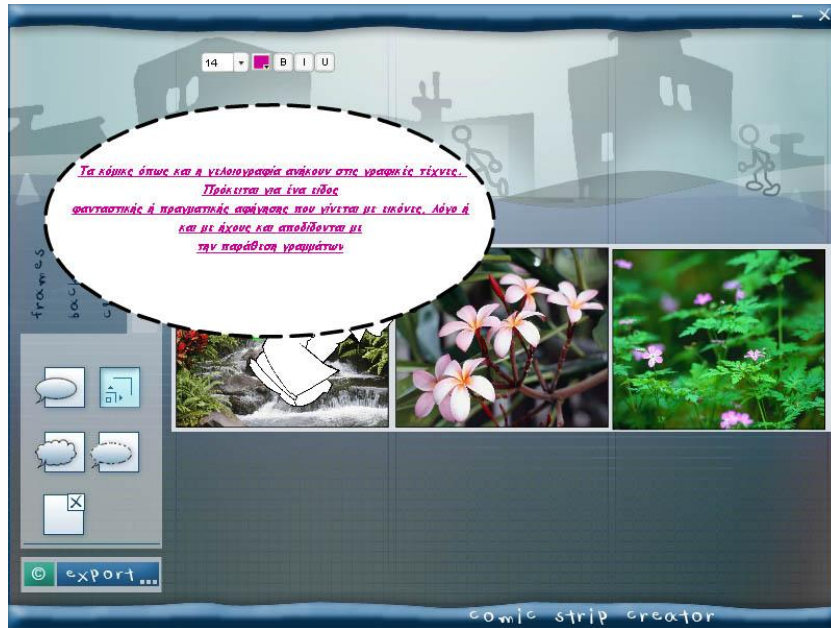 14 B I U
Τα κόμικς όπως και η γελοιογραφία ανήκουν στις γραφικές τέχνες.
Πρόκειται για ένα είδος
φανταστικής ή πραγματικής αφήγησης που γίνεται με εικόνες, λόγο ή
και με ήχους και αποδίδονται με
την παράθεση γραμμάτων
frames
© export...
comic strip creator